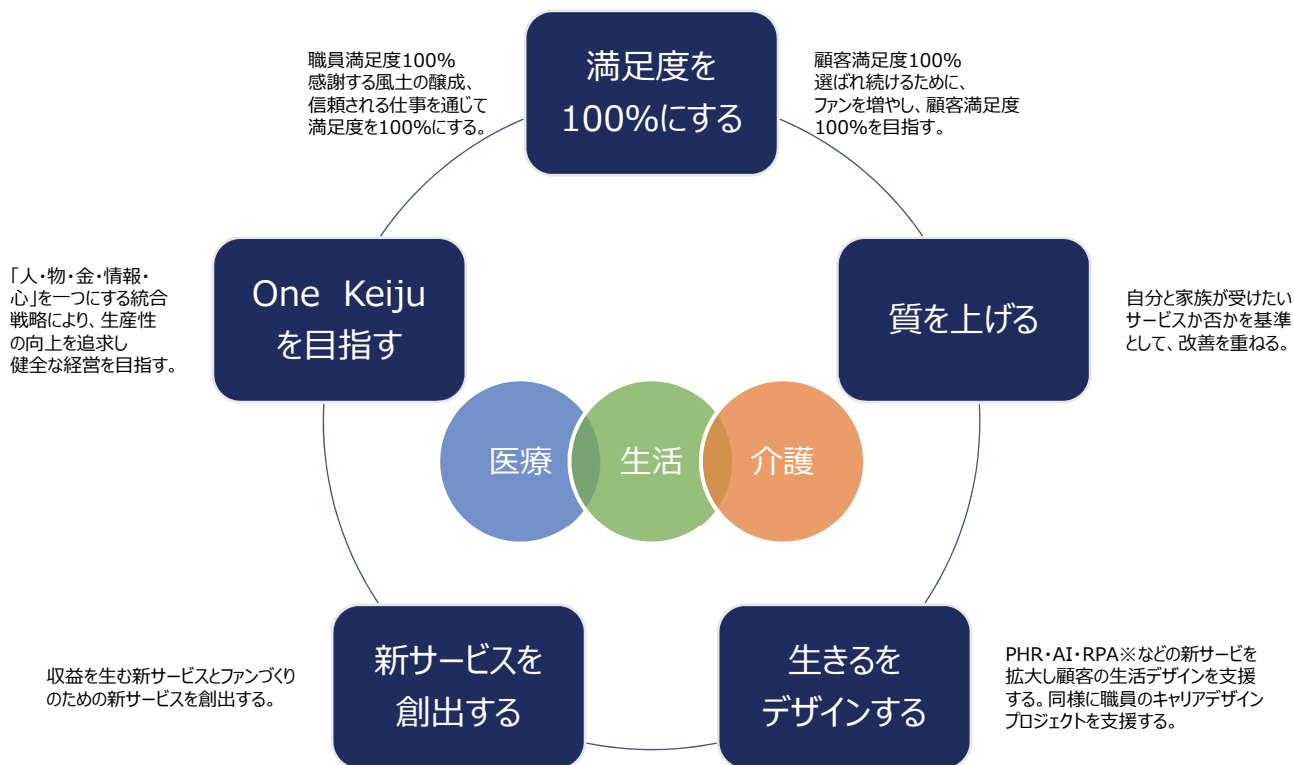 満足度を
100%にする
職員満足度100%
感謝する風土の醸成、
信頼される仕事を通じて
満足度を100%にする。
顧客満足度100%
選ばれ続けるために、
ファンを増やし、顧客満足度
100%を目指す。
One Keiju
を目指す
「人・物・金・情報・
心」を一つにする統合
戦略により、生産性
の向上を追求し
健全な経営を目指す。
質を上げる
自分と家族が受けたい
サービスか否かを基準
として、改善を重ねる。
医療
生活
介護
新サービスを
創出する
収益を生む新サービスとファンづくり
のための新サービスを創出する。
生きるを
デザインする
PHR・AI・RPA※などの新サービを
拡大し顧客の生活デザインを支援
する。同様に職員のキャリアデザイン
プロジェクトを支援する。